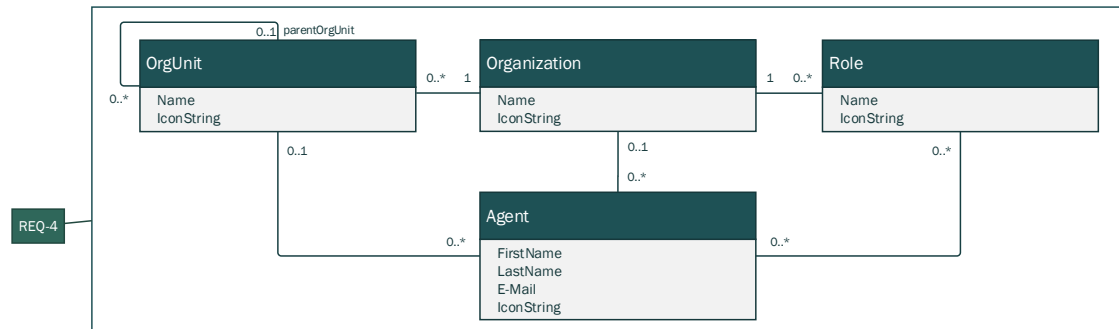 0..1 parentOrgUnit
OrgUnit
0..*
Name
IconString
0..* 1
Organization
Name
IconString
1 0..*
Role
Name
IconString
0..1
0..1
0..*
0..*
REQ-4
Agent
0..*
0..*
FirstName
LastName
E-Mail
IconString